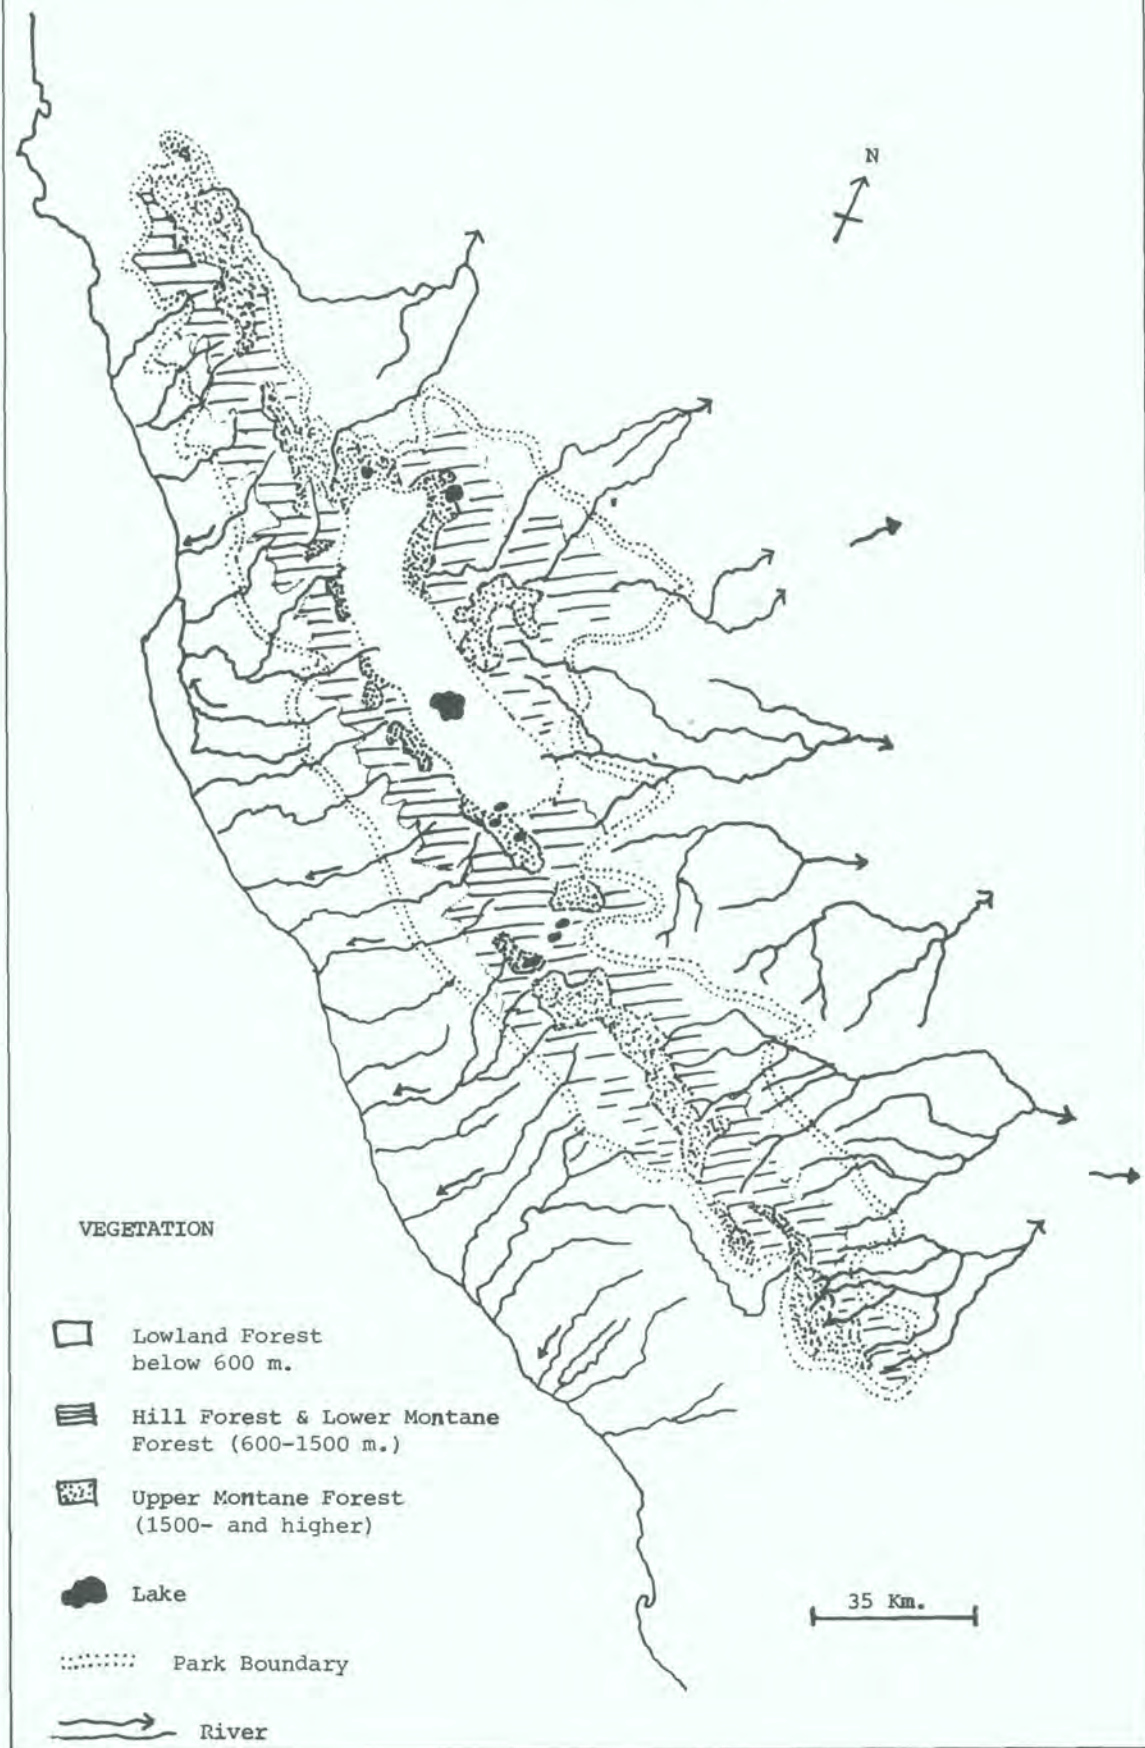 N
VEGETATION
Lowland Forest
below 600 m.
Hill Forest & Lower Montane
Forest (600-1500 m.)
Upper Montane Forest
(1500- and higher)
Lake
35 Km.
Park Boundary
River